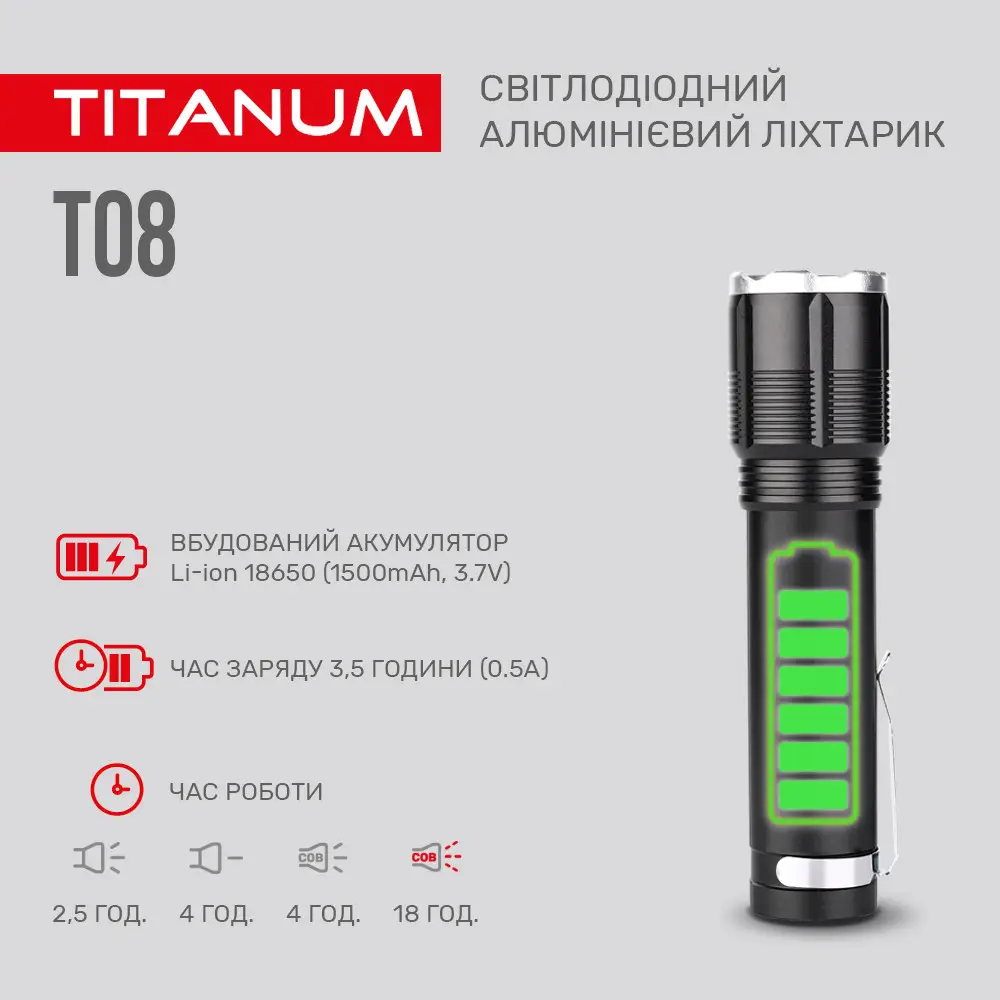 TITANUM
СВІТЛОДІОДНИЙ
АЛЮМІНІЄВИЙ ЛІХТАРИК
T08
ВБУДОВАНИЙ АКУМУЛЯТОР
Li-ion 18650 (1500mAh, 3.7V)
ЧАС ЗАРЯДУ 3,5 ГОДИНИ (0.5А)
ЧАС РОБОТИ
COB COB
2,5 ГОД. 4 ГОД. 4 ГОД. 18 ГОД.